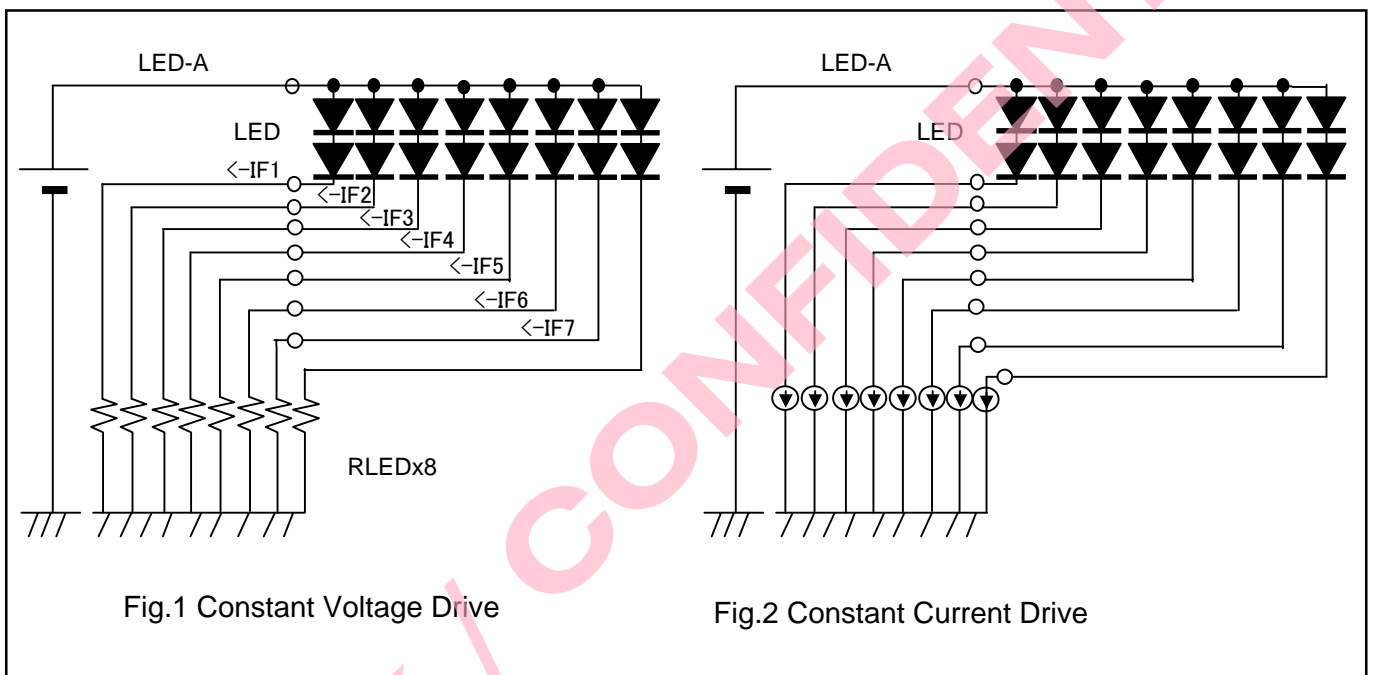 LED-A
LED
<-IF1
<-IF2
<-IF3
<-IF4
<-IF5
<-IF6
<-IF7
RLEDx8
Fig.1 Constant Voltage Drive
LED-A
LED
Fig.2 Constant Current Drive
/ CONFIDENT